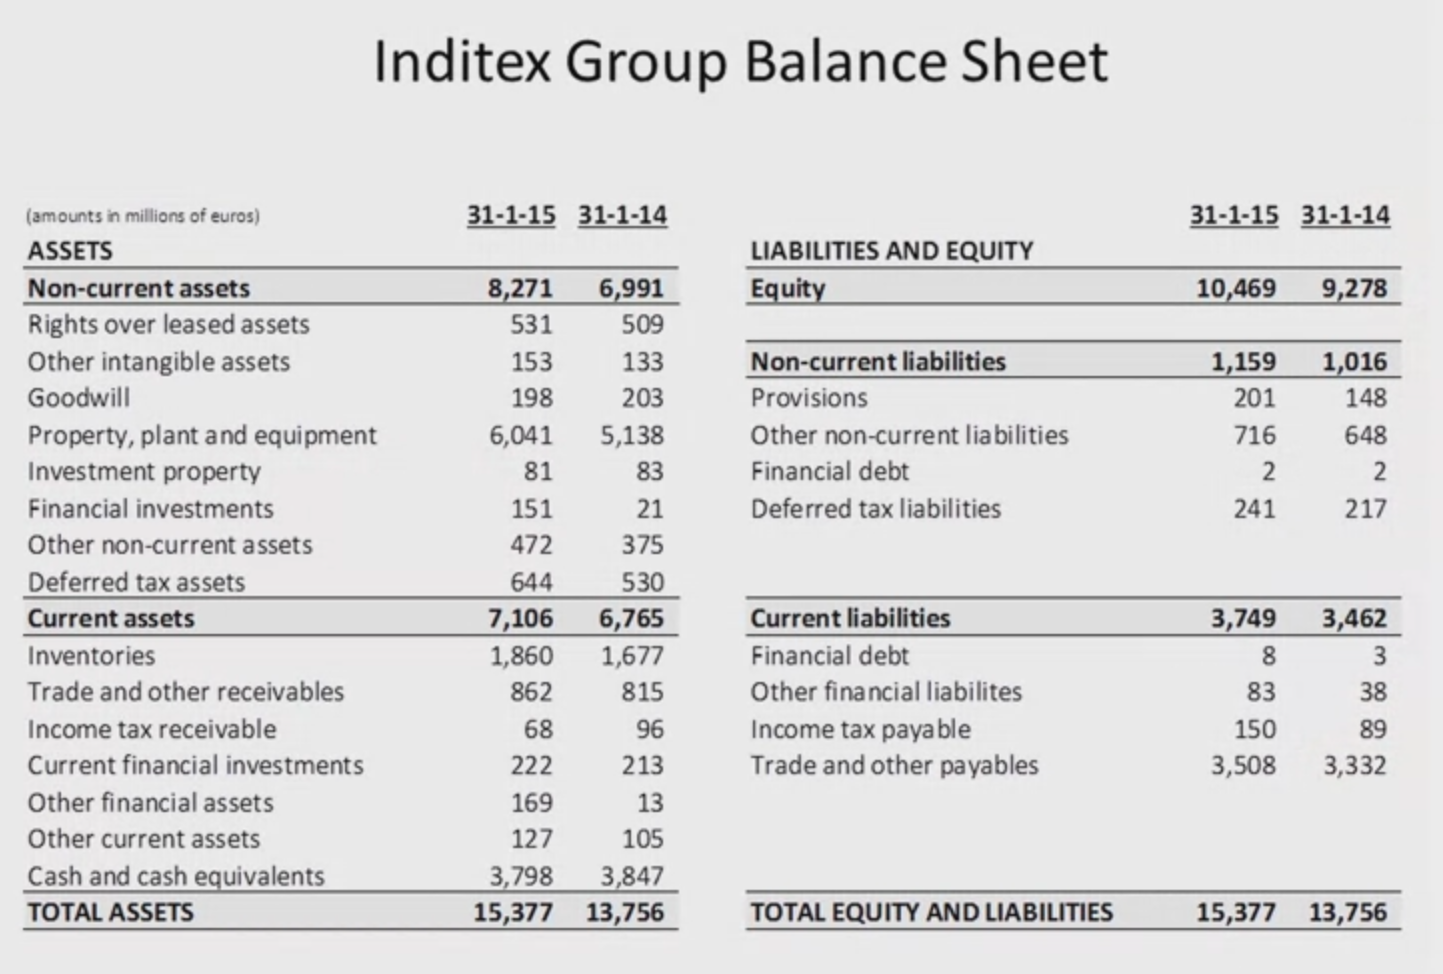 Inditex Group Balance Sheet
(amounts in millions of euros) 31-1-15 31-1-14
ASSETS
Non-current assets 8,271 6,991
Rights over leased assets 531 509
Other intangible assets 153 133
Goodwill 198 203
Property, plant and equipment 6,041 5,138
Investment property 81 83
Financial investments 151 21
Other non-current assets 472 375
Deferred tax assets 644 530
Current assets 7,106 6,765
Inventories 1,860 1,677
Trade and other receivables 862 815
Income tax receivable 68 96
Current financial investments 222 213
Other financial assets 169 13
Other current assets 127 105
Cash and cash equivalents 3,798 3,847
TOTAL ASSETS 15,377 13,756
31-1-15 31-1-14
LIABILITIES AND EQUITY
Equity 10,469 9,278
Non-current liabilities 1,159 1,016
Provisions 201 148
Other non-current liabilities 716 648
Financial debt 2 2
Deferred tax liabilities 241 217
Current liabilities 3,749 3,462
Financial debt 8 3
Other financial liabilites 83 38
Income tax payable 150 89
Trade and other payables 3,508 3,332
TOTAL EQUITY AND LIABILITIES 15,377 13,756